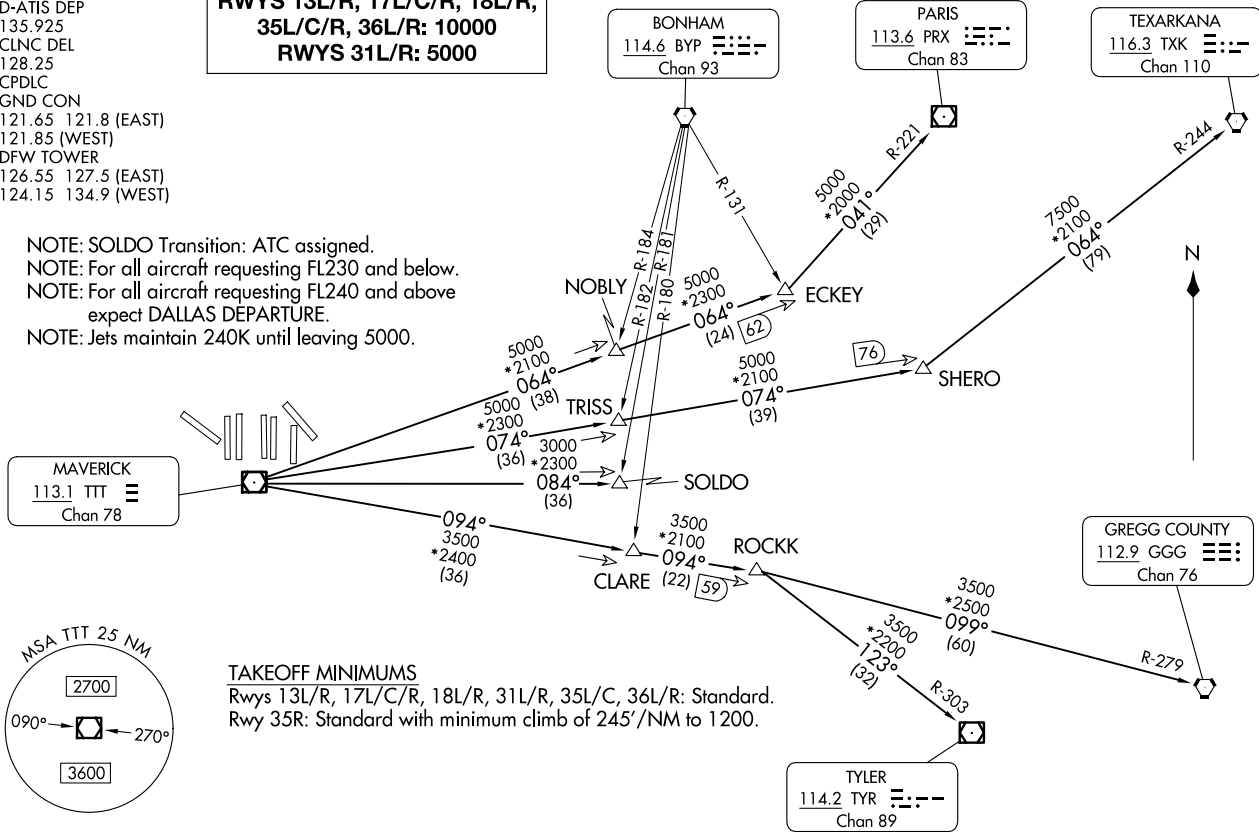 D-ATIS DEP
135.925
CLNC DEL
128.25
CPDLC
GND CON
121.65 121.8 (EAST)
121.85 (WEST)
DFW TOWER
126.55 127.5 (EAST)
124.15 134.9 (WEST)
RWYS 13L/R, 17L/C/R, 18L/R,
35L/C/R, 36L/R: 10000
RWYS 31L/R: 5000
BONHAM
114.6 BYP
Chan 93
PARIS
113.6 PRX
Chan 83
TEXARKANA
116.3 TXK
Chan 110
NOTE: SOLDO Transition: ATC assigned.
NOTE: For all aircraft requesting FL230 and below.
NOTE: For all aircraft requesting FL240 and above
expect DALLAS DEPARTURE.
NOTE: Jets maintain 240K until leaving 5000.
R-221
R-244
R-131
R-184
R-181
R-182
R-180
5000
*2000
041°
(29)
7500
*2100
064°
(79)
N
NOBLY
5000
*2300
064°
(24)
62
ECKEY
5000
*2100
064°
(38)
TRISS
5000
*2100
074°
(39)
76
SHERO
5000
*2300
074°
(36)
3000
*2300
084°
(36)
SOLDO
MAVERICK
113.1 TTT
Chan 78
094°
3500
*2400
(36)
CLARE
3500
*2100
094°
(22)
59
ROCKK
GREGG COUNTY
112.9 GGG
Chan 76
3500
*2500
099°
(60)
R-279
3500
*2200
123°
(32)
R-303
TYLER
114.2 TYR
Chan 89
MSA TTT 25 NM
2700
090°
270°
3600
TAKEOFF MINIMUMS
Rwys 13L/R, 17L/C/R, 18L/R, 31L/R, 35L/C, 36L/R: Standard.
Rwy 35R: Standard with minimum climb of 245'/NM to 1200.